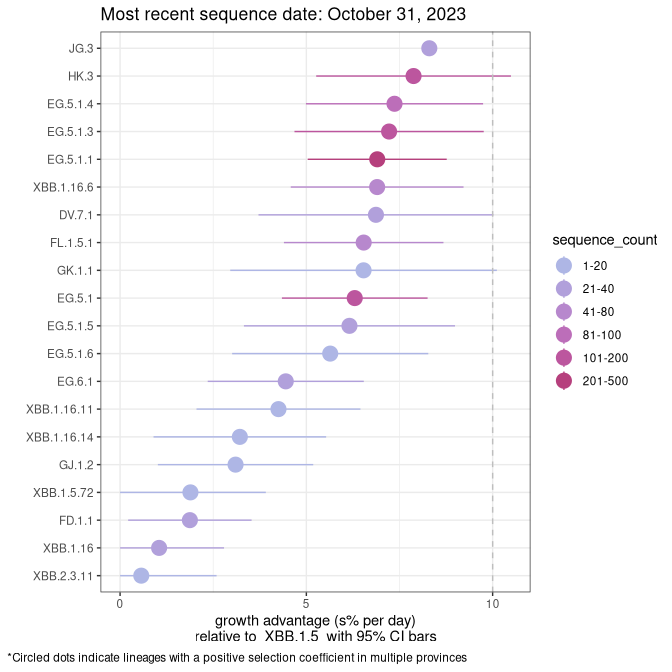 Most recent sequence date: October 31, 2023
JG.3
HK.3
EG.5.1.4
EG.5.1.3
EG.5.1.1
XBB.1.16.6
DV.7.1
FL.1.5.1
GK.1.1
EG.5.1
EG.5.1.5
EG.5.1.6
EG.6.1
XBB.1.16.11
XBB.1.16.14
GJ.1.2
XBB.1.5.72
FD.1.1
XBB.1.16
XBB.2.3.11
0 5 10
growth advantage (s% per day)
relative to XBB.1.5 with 95% CI bars
sequence_count
1-20
21-40
41-80
81-100
101-200
201-500
*Circled dots indicate lineages with a positive selection coefficient in multiple provinces